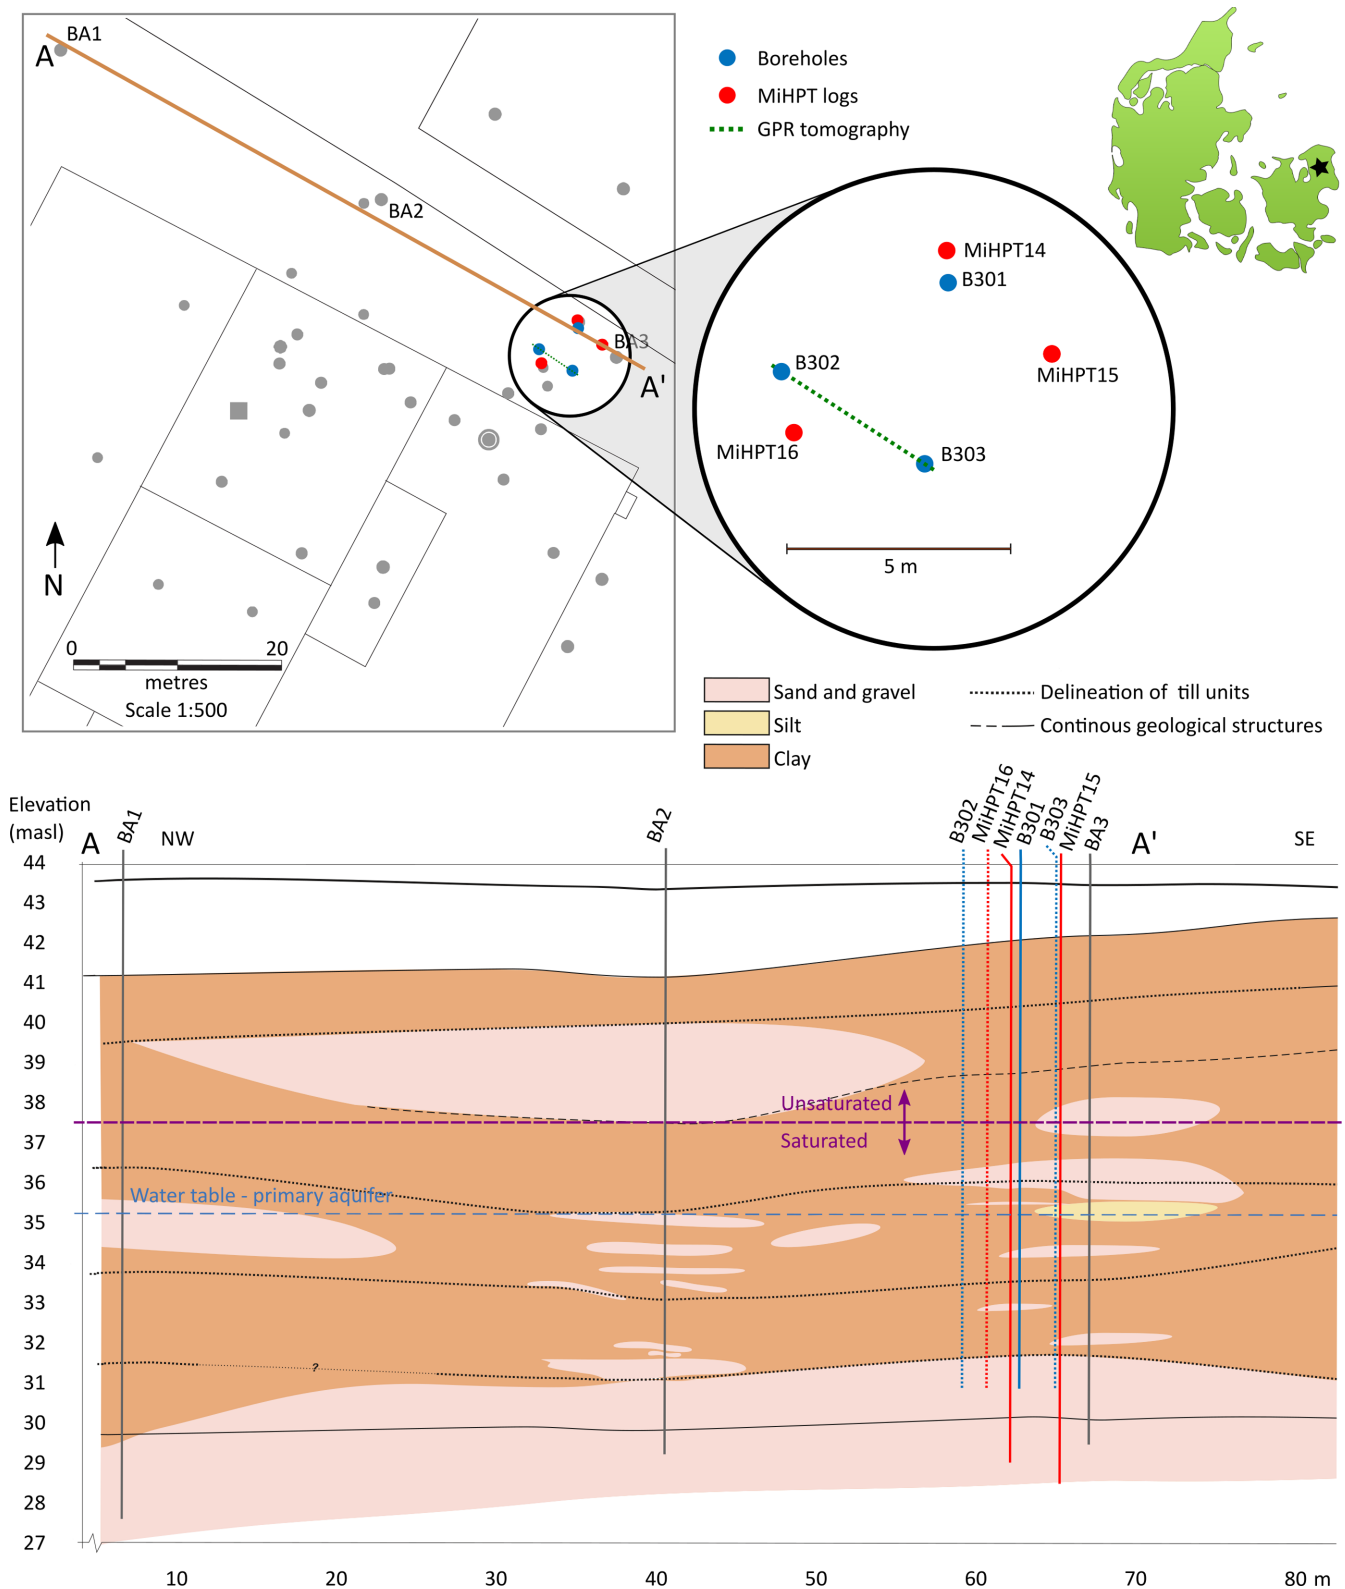 A
BA1
BA2
BA3
A'
N
0 20
metres
Scale 1:500
Boreholes
MiHPT logs
GPR tomography
MiHPT14
B301
MiHPT15
B302
MiHPT16
B303
5 m
Sand and gravel
Silt
Clay
Delineation of till units
Continous geological structures
Elevation
(masl)
A
BA1
NW
BA2
B302
MiHPT16
MiHPT14
B301
B303
MiHPT15
BA3
A'
SE
44
43
42
41
40
39
38
Unsaturated
37
Saturated
36
Water table - primary aquifer
35
34
33
32
31
?
30
29
28
27
10 20 30 40 50 60 70 80 m